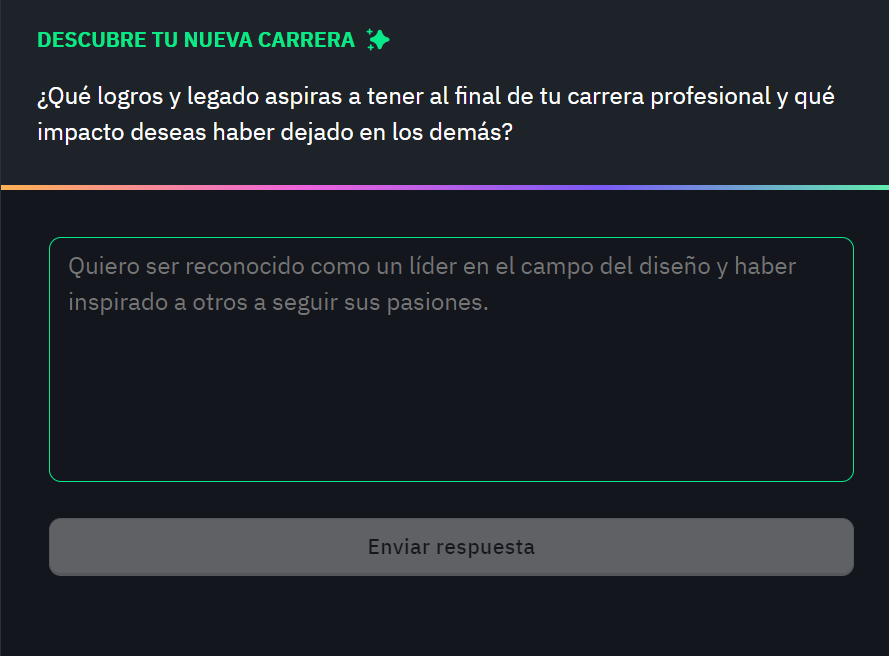 DESCUBRE TU NUEVA CARRERA
¿Qué logros y legado aspiras a tener al final de tu carrera profesional y qué
impacto deseas haber dejado en los demás?
Quiero ser reconocido como un líder en el campo del diseño y haber
inspirado a otros a seguir sus pasiones.
Enviar respuesta